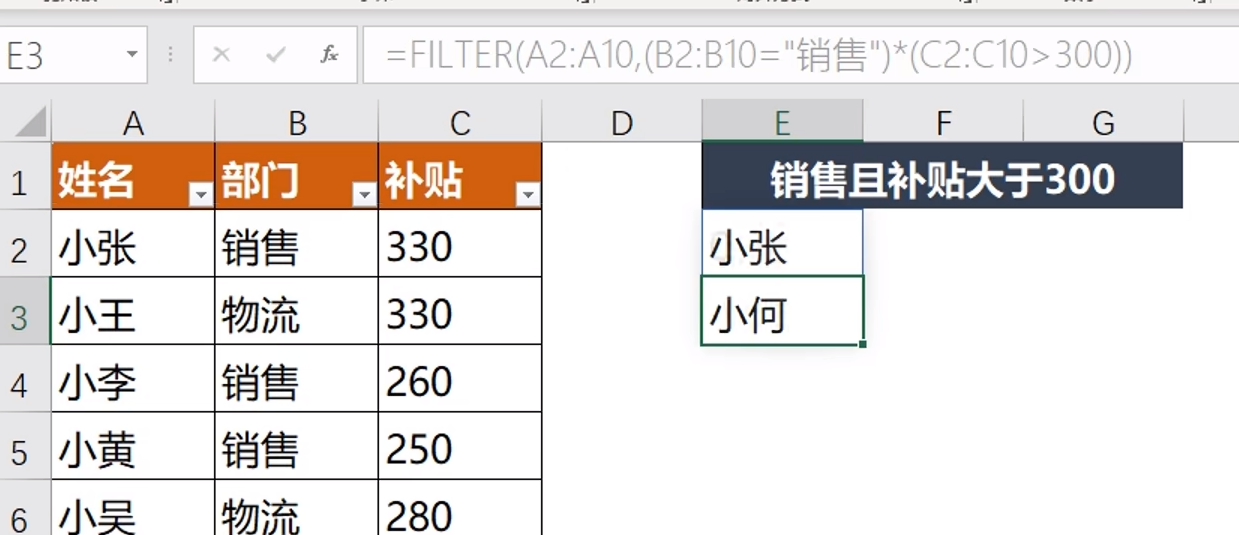 E3 fx =FILTER(A2:A10,(B2:B10="销售")*(C2:C10>300))
A B C D E F G
1 姓名 部门 补贴 销售且补贴大于300
2 小张 销售 330 小张
3 小王 物流 330 小何
4 小李 销售 260
5 小黄 销售 250
6 小吴 物流 280